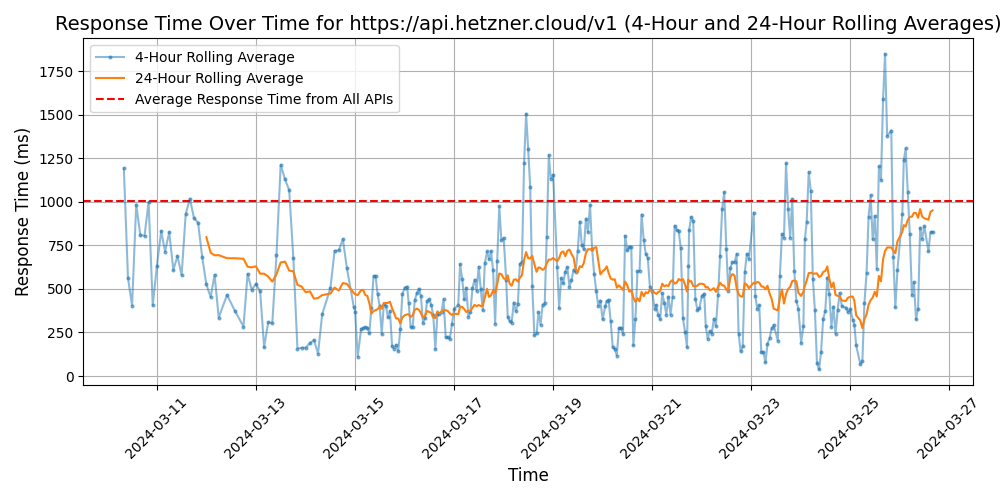 Response Time Over Time for https://api.hetzner.cloud/v1 (4-Hour and 24-Hour Rolling Averages)
4-Hour Rolling Average
24-Hour Rolling Average
Average Response Time from All APIs
Response Time (ms)
1750
1500
1250
1000
750
500
250
0
2024-03-11
2024-03-13
2024-03-15
2024-03-17
2024-03-19
2024-03-21
2024-03-23
2024-03-25
2024-03-27
Time